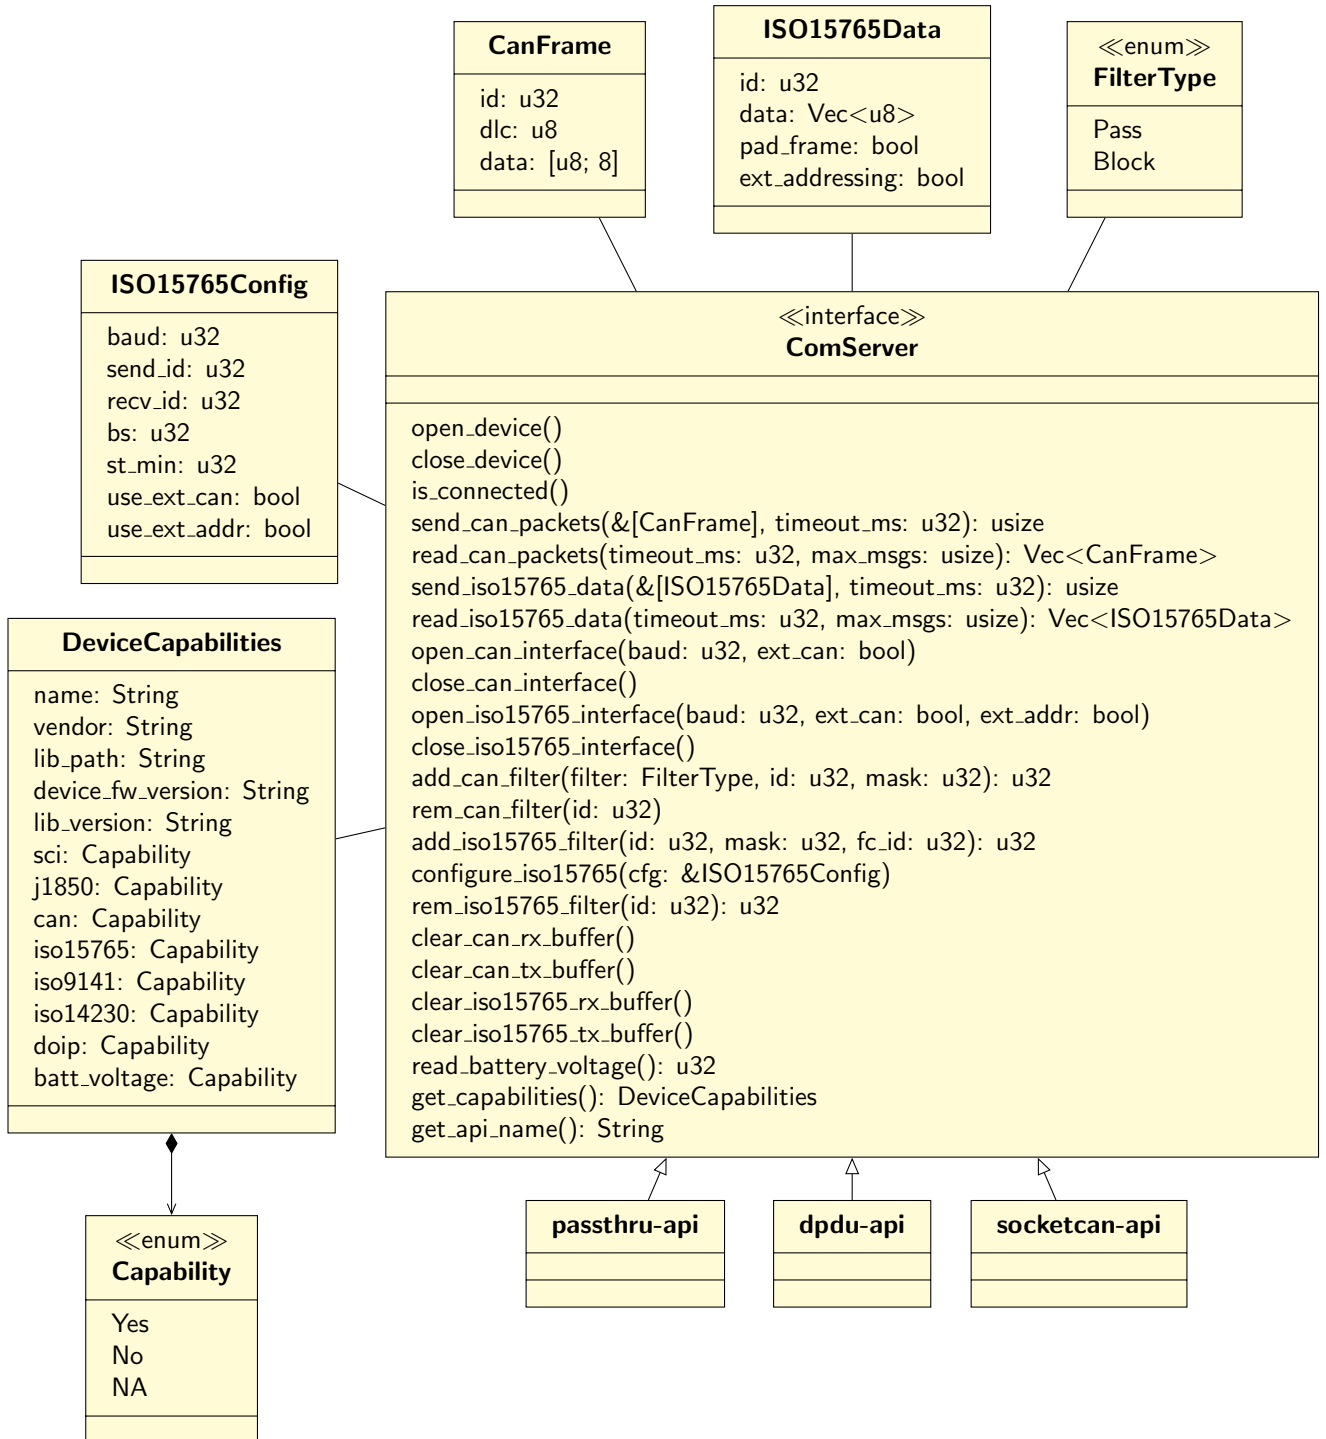 CanFrame
id: u32
dlc: u8
data: [u8; 8]
ISO15765Data
id: u32
data: Vec<u8>
pad_frame: bool
ext_addressing: bool
≪enum≫
FilterType
Pass
Block
ISO15765Config
baud: u32
send_id: u32
recv_id: u32
bs: u32
st_min: u32
use_ext_can: bool
use_ext_addr: bool
≪interface≫
ComServer
open_device()
close_device()
is_connected()
send_can_packets(&[CanFrame], timeout_ms: u32): usize
read_can_packets(timeout_ms: u32, max_msgs: usize): Vec<CanFrame>
send_iso15765_data(&[ISO15765Data], timeout_ms: u32): usize
read_iso15765_data(timeout_ms: u32, max_msgs: usize): Vec<ISO15765Data>
open_can_interface(baud: u32, ext_can: bool)
close_can_interface()
open_iso15765_interface(baud: u32, ext_can: bool, ext_addr: bool)
close_iso15765_interface()
add_can_filter(filter: FilterType, id: u32, mask: u32): u32
rem_can_filter(id: u32)
add_iso15765_filter(id: u32, mask: u32, fc_id: u32): u32
configure_iso15765(cfg: &ISO15765Config)
rem_iso15765_filter(id: u32): u32
clear_can_rx_buffer()
clear_can_tx_buffer()
clear_iso15765_rx_buffer()
clear_iso15765_tx_buffer()
read_battery_voltage(): u32
get_capabilities(): DeviceCapabilities
get_api_name(): String
DeviceCapabilities
name: String
vendor: String
lib_path: String
device_fw_version: String
lib_version: String
sci: Capability
j1850: Capability
can: Capability
iso15765: Capability
iso9141: Capability
iso14230: Capability
doip: Capability
batt_voltage: Capability
≪enum≫
Capability
Yes
No
NA
passthru-api
dpdu-api
socketcan-api